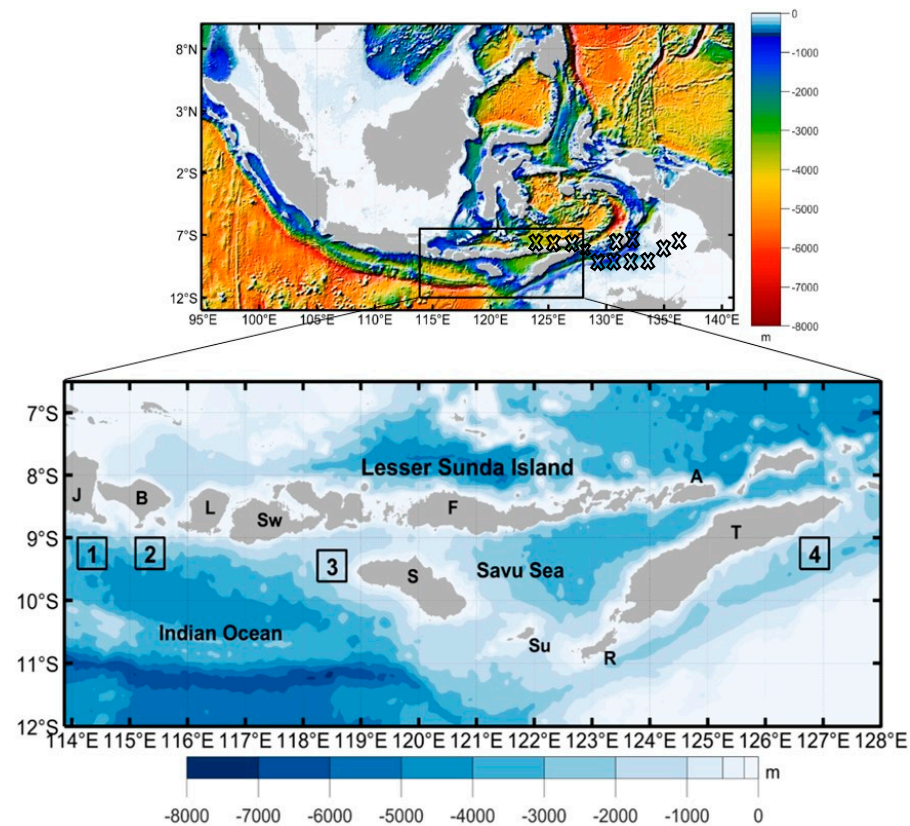 8°N
3°N
2°S
7°S
12°S
95°E 100°E 105°E 110°E 115°E 120°E 125°E 130°E 135°E 140°E
X X X X X X X X X X X X
0
-1000
-2000
-3000
-4000
-5000
-6000
-7000
-8000
m
7°S
8°S
9°S
10°S
11°S
12°S
Lesser Sunda Island
A
J B L Sw F
T
1 2 3 4
S Savu Sea
Indian Ocean
Su
R
114°E 115°E 116°E 117°E 118°E 119°E 120°E 121°E 122°E 123°E 124°E 125°E 126°E 127°E 128°E
m
-8000 -7000 -6000 -5000 -4000 -3000 -2000 -1000 0